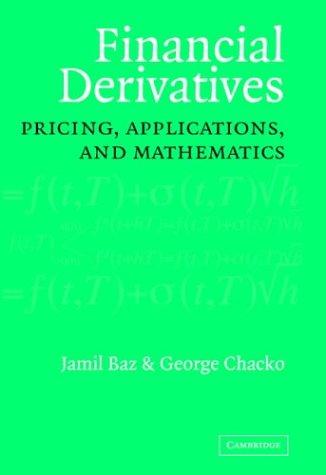 Financial
Derivatives
PRICING, APPLICATIONS,
AND MATHEMATICS
=f(t,T)+σ(t,T)√h
=f(t,T)+σ(t,T)√h
Jamil Baz & George Chacko
CAMBRIDGE